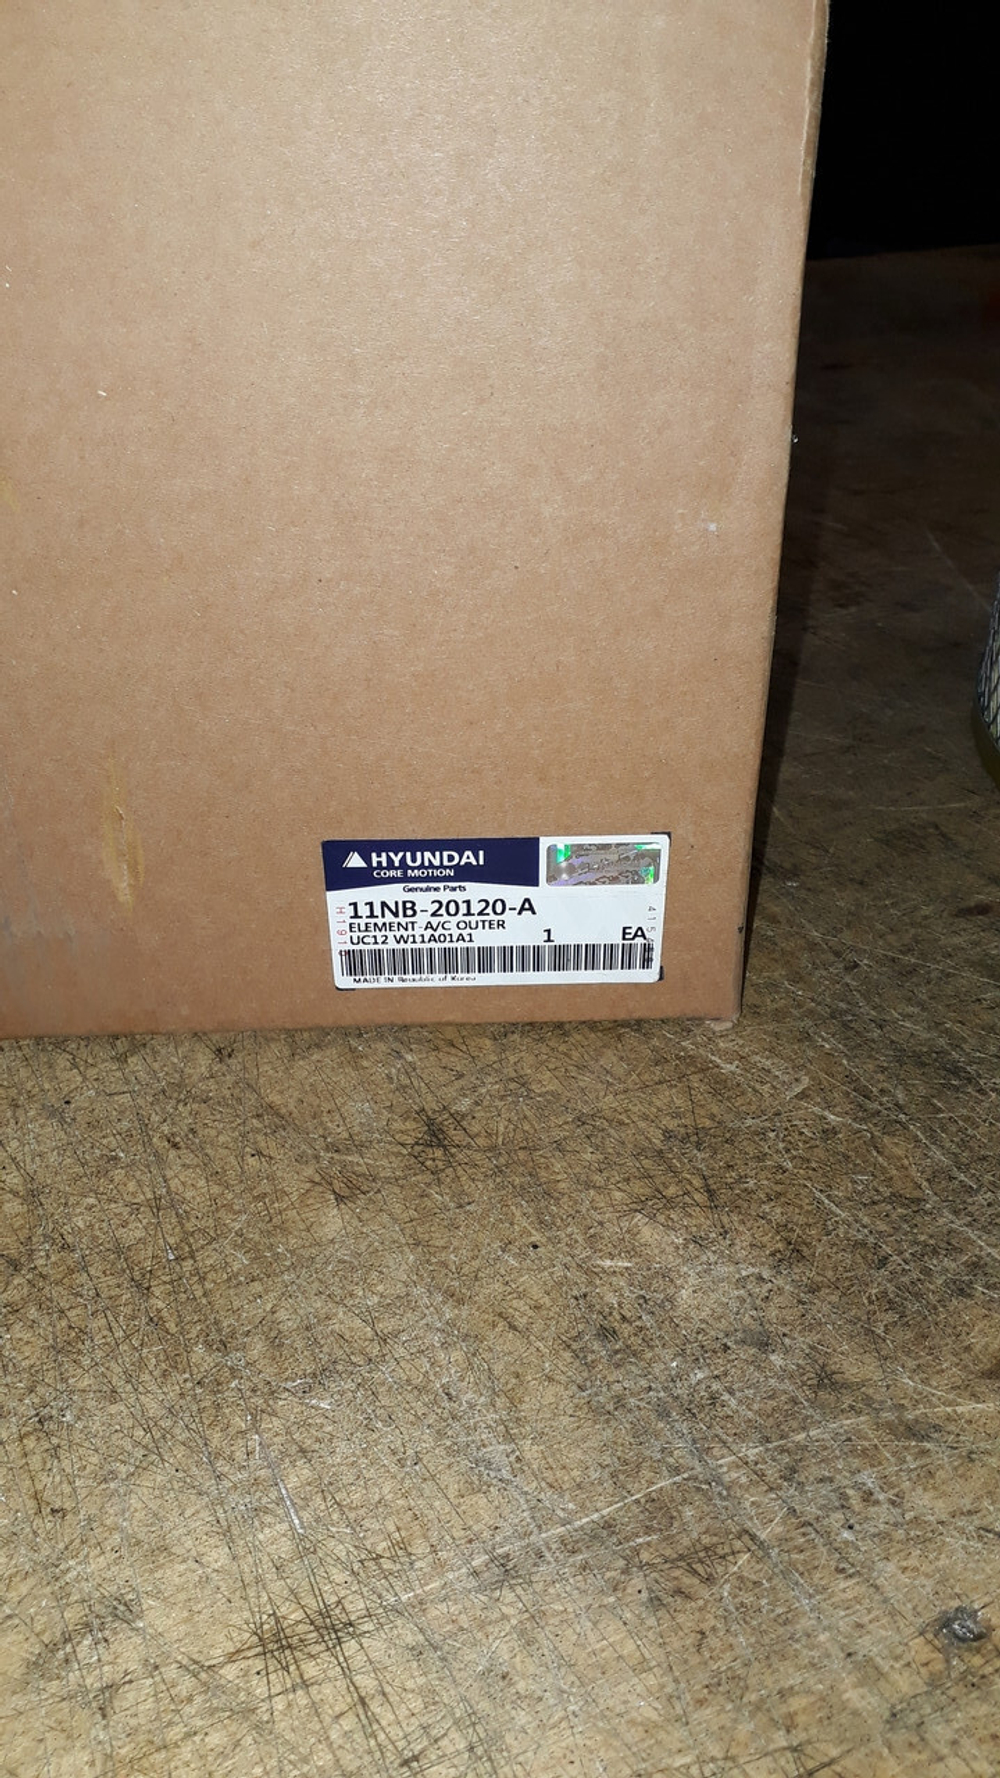 HYUNDAI
CORE MOTION
Genuine Parts
11NB-20120-A
ELEMENT-A/C OUTER
UC12 W11A01A1 1 EA
MADE IN Republic of Korea